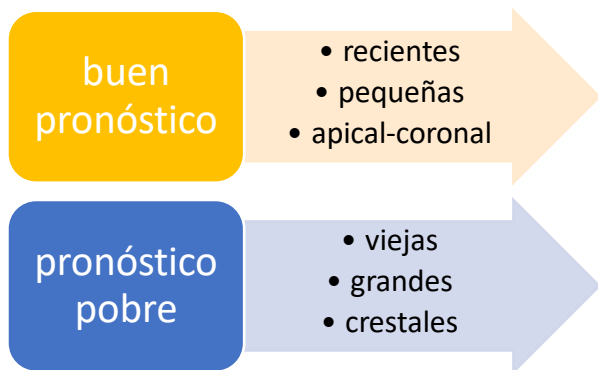 buen
pronóstico
• recientes
• pequeñas
• apical-coronal
pronóstico
pobre
• viejas
• grandes
• crestales